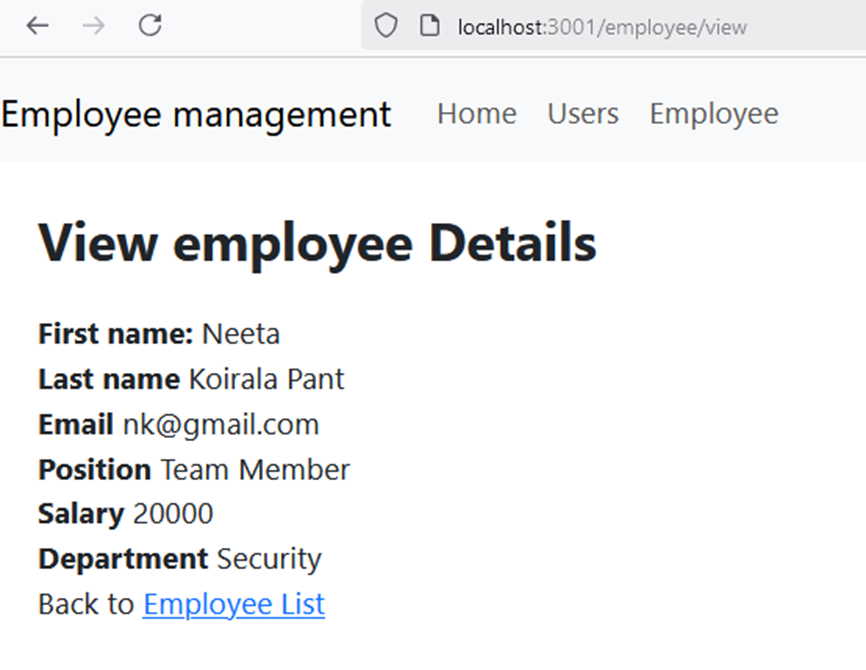 localhost:3001/employee/view
Employee management Home Users Employee
View employee Details
First name: Neeta
Last name Koirala Pant
Email nk@gmail.com
Position Team Member
Salary 20000
Department Security
Back to Employee List